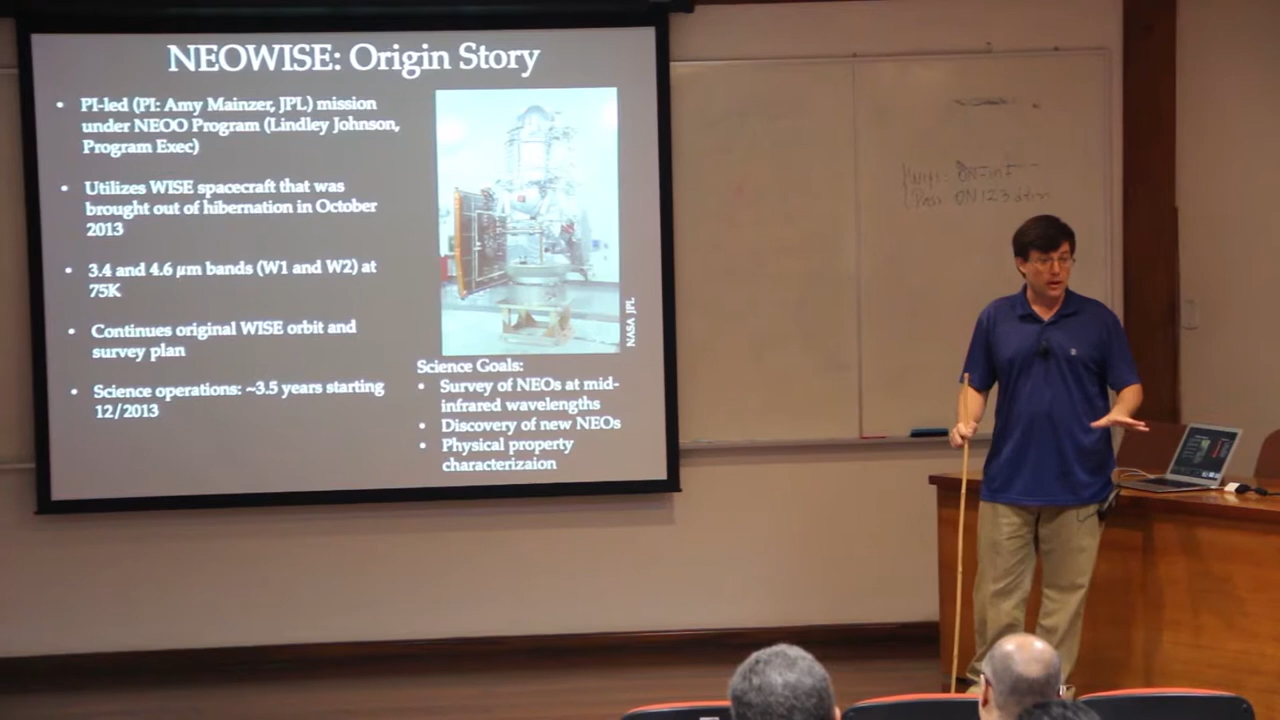 NEOWISE: Origin Story
• PI-led (PI: Amy Mainzer, JPL) mission
under NEOO Program (Lindley Johnson,
Program Exec)
• Utilizes WISE spacecraft that was
brought out of hibernation in October
2013
• 3.4 and 4.6 µm bands (W1 and W2) at
75K
• Continues original WISE orbit and
survey plan
• Science operations: ~3.5 years starting
12/2013
NASA JPL
Science Goals:
• Survey of NEOs at mid-
infrared wavelengths
• Discovery of new NEOs
• Physical property
characterizaion